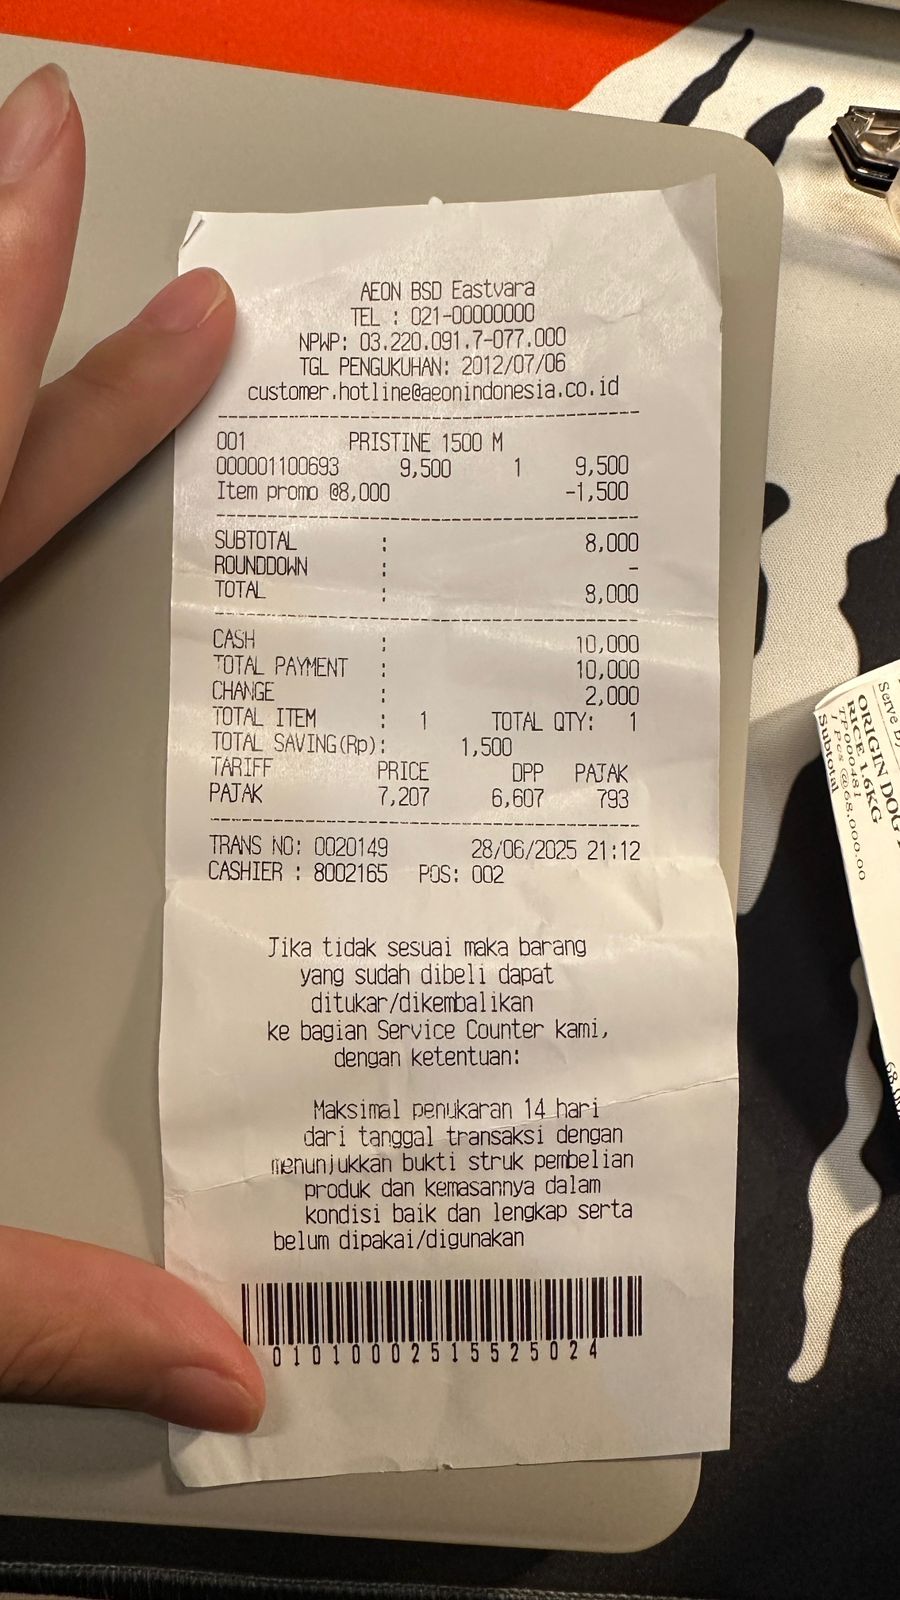 AEON BSD Eastvara
TEL : 021-00000000
NPWP: 03.220.091.7-077.000
TGL PENGUKUHAN: 2012/07/06
customer.hotline@aeonindonesia.co.id
001 PRISTINE 1500 M
000001100693 9,500 1 9,500
Item promo @8,000 -1,500
SUBTOTAL : 8,000
ROUNDDOWN : -
TOTAL : 8,000
CASH : 10,000
TOTAL PAYMENT : 10,000
CHANGE : 2,000
TOTAL ITEM : 1 TOTAL QTY: 1
TOTAL SAVING(Rp): 1,500
TARIFF PRICE DPP PAJAK
PAJAK 7,207 6,607 793
TRANS NO: 0020149 28/06/2025 21:12
CASHIER : 8002165 POS: 002
Jika tidak sesuai maka barang
yang sudah dibeli dapat
ditukar/dikembalikan
ke bagian Service Counter kami,
dengan ketentuan:
Maksimal penukaran 14 hari
dari tanggal transaksi dengan
menunjukkan bukti struk pembelian
produk dan kemasannya dalam
kondisi baik dan lengkap serta
belum dipakai/digunakan
01010002515525024
Serve
ORIGIN DOG
RICE 1.6KG
TP000481
1 Pcs @68.000.00
Subtotal